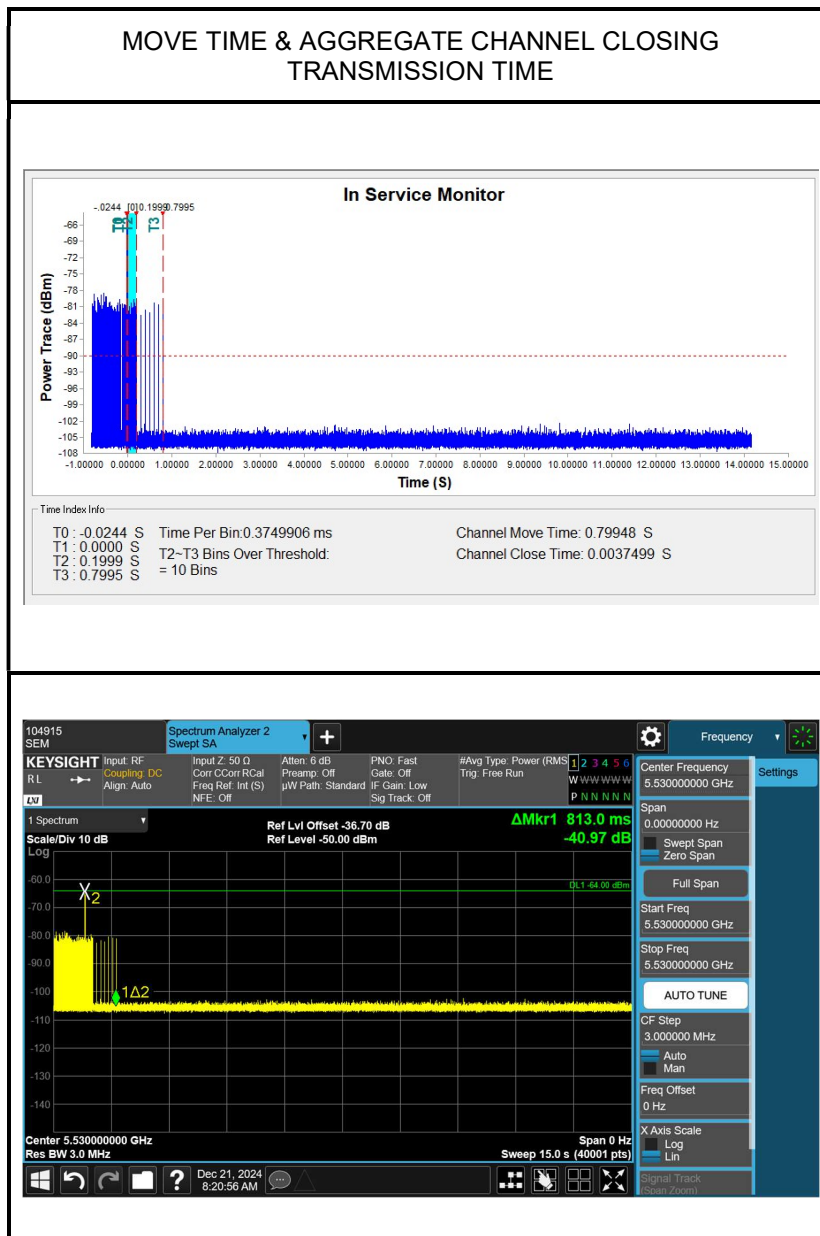 MOVE TIME & AGGREGATE CHANNEL CLOSING
TRANSMISSION TIME
In Service Monitor
-.0244 [0]0.1999
0.7995
T2
T3
Power Trace (dBm)
-66
-69
-72
-75
-78
-81
-84
-87
-90
-93
-96
-99
-102
-105
-108
-1.00000 0.00000 1.00000 2.00000 3.00000 4.00000 5.00000 6.00000 7.00000 8.00000 9.00000 10.00000 11.00000 12.00000 13.00000 14.00000 15.00000
Time (S)
Time Index Info
T0 : -0.0244 S
T1 : 0.0000 S
T2 : 0.1999 S
T3 : 0.7995 S
Time Per Bin:0.3749906 ms
T2~T3 Bins Over Threshold:
= 10 Bins
Channel Move Time: 0.79948 S
Channel Close Time: 0.0037499 S
104915
SEM
Spectrum Analyzer 2
Swept SA
+
Frequency
KEYSIGHT
RL
LXI
Input: RF
Coupling: DC
Align: Auto
Input Z: 50 Ω
Corr CCorr RCal
Freq Ref: Int (S)
NFE: Off
Atten: 6 dB
Preamp: Off
µW Path: Standard
PNO: Fast
Gate: Off
IF Gain: Low
Sig Track: Off
#Avg Type: Power (RMS
Trig: Free Run
1 2 3 4 5 6
W W W W W W
P N N N N N
1 Spectrum
Scale/Div 10 dB
Log
Ref Lvl Offset -36.70 dB
Ref Level -50.00 dBm
ΔMkr1 813.0 ms
-40.97 dB
DL1 -64.00 dBm
-60.0
-70.0
-80.0
-90.0
-100
-110
-120
-130
-140
X2
1Δ2
Center 5.530000000 GHz
Res BW 3.0 MHz
Span 0 Hz
Sweep 15.0 s (40001 pts)
Center Frequency
5.530000000 GHz
Settings
Span
0.00000000 Hz
Swept Span
Zero Span
Full Span
Start Freq
5.530000000 GHz
Stop Freq
5.530000000 GHz
AUTO TUNE
CF Step
3.000000 MHz
Auto
Man
Freq Offset
0 Hz
X Axis Scale
Log
Lin
Signal Track
(Span Zoom)
?
Dec 21, 2024
8:20:56 AM